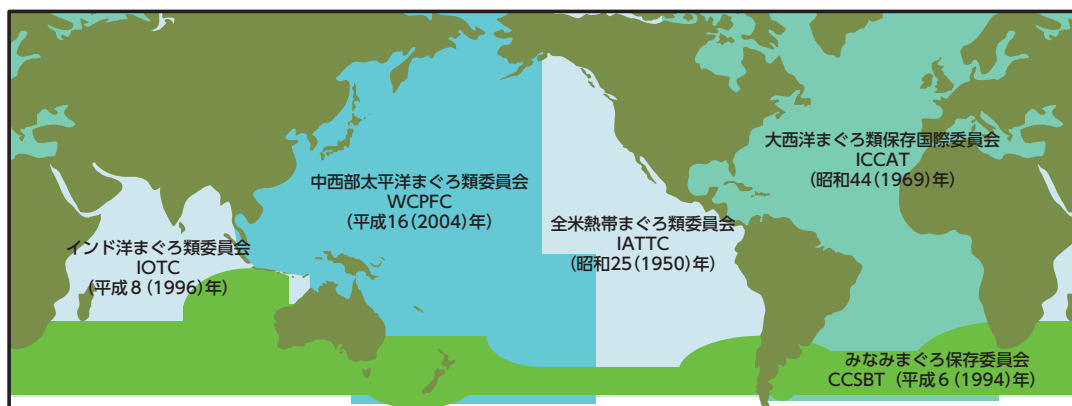 大西洋まぐろ類保存国際委員会
ICCAT
(昭和44(1969)年)
中西部太平洋まぐろ類委員会
WCPFC
(平成16(2004)年)
全米熱帯まぐろ類委員会
IATTC
(昭和25(1950)年)
インド洋まぐろ類委員会
IOTC
(平成8(1996)年)
みなみまぐろ保存委員会
CCSBT (平成6(1994)年)